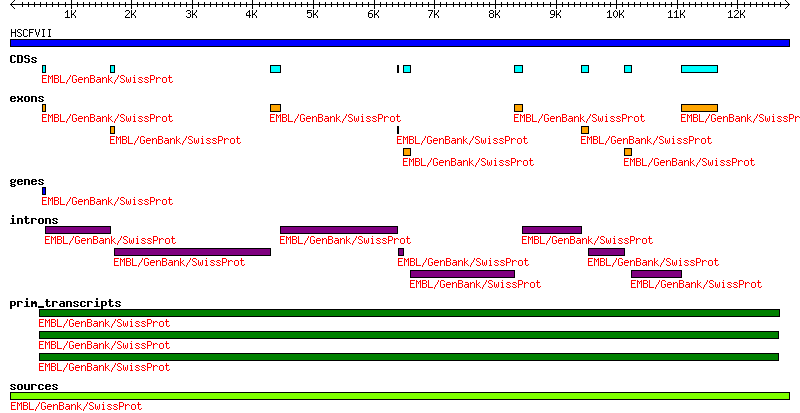 1K 2K 3K 4K 5K 6K 7K 8K 9K 10K 11K 12K
HSCFVII
CDSs
EMBL/GenBank/SwissProt
exons
EMBL/GenBank/SwissProt EMBL/GenBank/SwissProt EMBL/GenBank/SwissProt EMBL/GenBank/SwissPr
EMBL/GenBank/SwissProt EMBL/GenBank/SwissProt EMBL/GenBank/SwissProt
EMBL/GenBank/SwissProt EMBL/GenBank/SwissProt
genes
EMBL/GenBank/SwissProt
introns
EMBL/GenBank/SwissProt EMBL/GenBank/SwissProt EMBL/GenBank/SwissProt
EMBL/GenBank/SwissProt EMBL/GenBank/SwissProt EMBL/GenBank/SwissProt
EMBL/GenBank/SwissProt EMBL/GenBank/SwissProt
prim_transcripts
EMBL/GenBank/SwissProt
EMBL/GenBank/SwissProt
EMBL/GenBank/SwissProt
sources
EMBL/GenBank/SwissProt